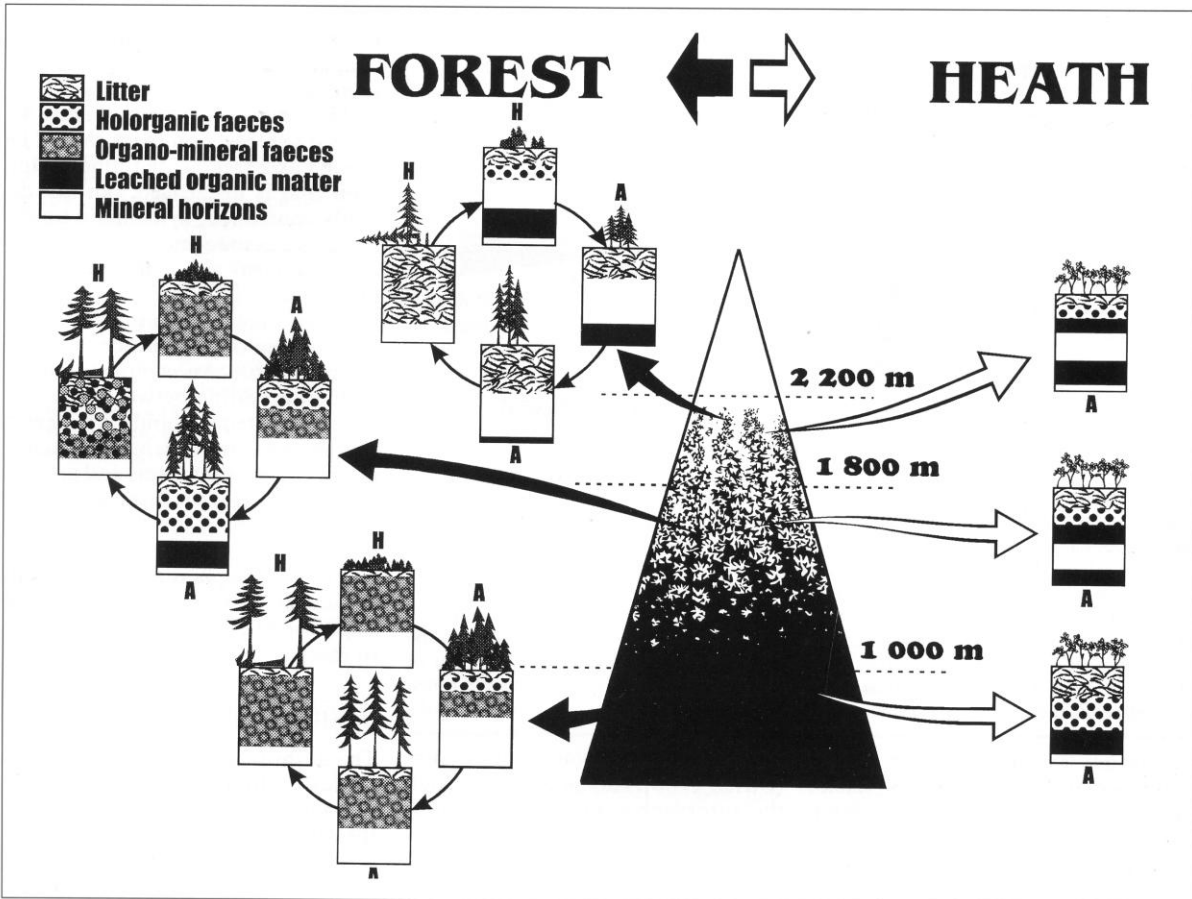 FOREST
HEATH
Litter
Holorganic faeces
Organo-mineral faeces
Leached organic matter
Mineral horizons
H
H
A
A
H
H
A
A
H
H
A
A
2 200 m
1 800 m
1 000 m
A
A
A